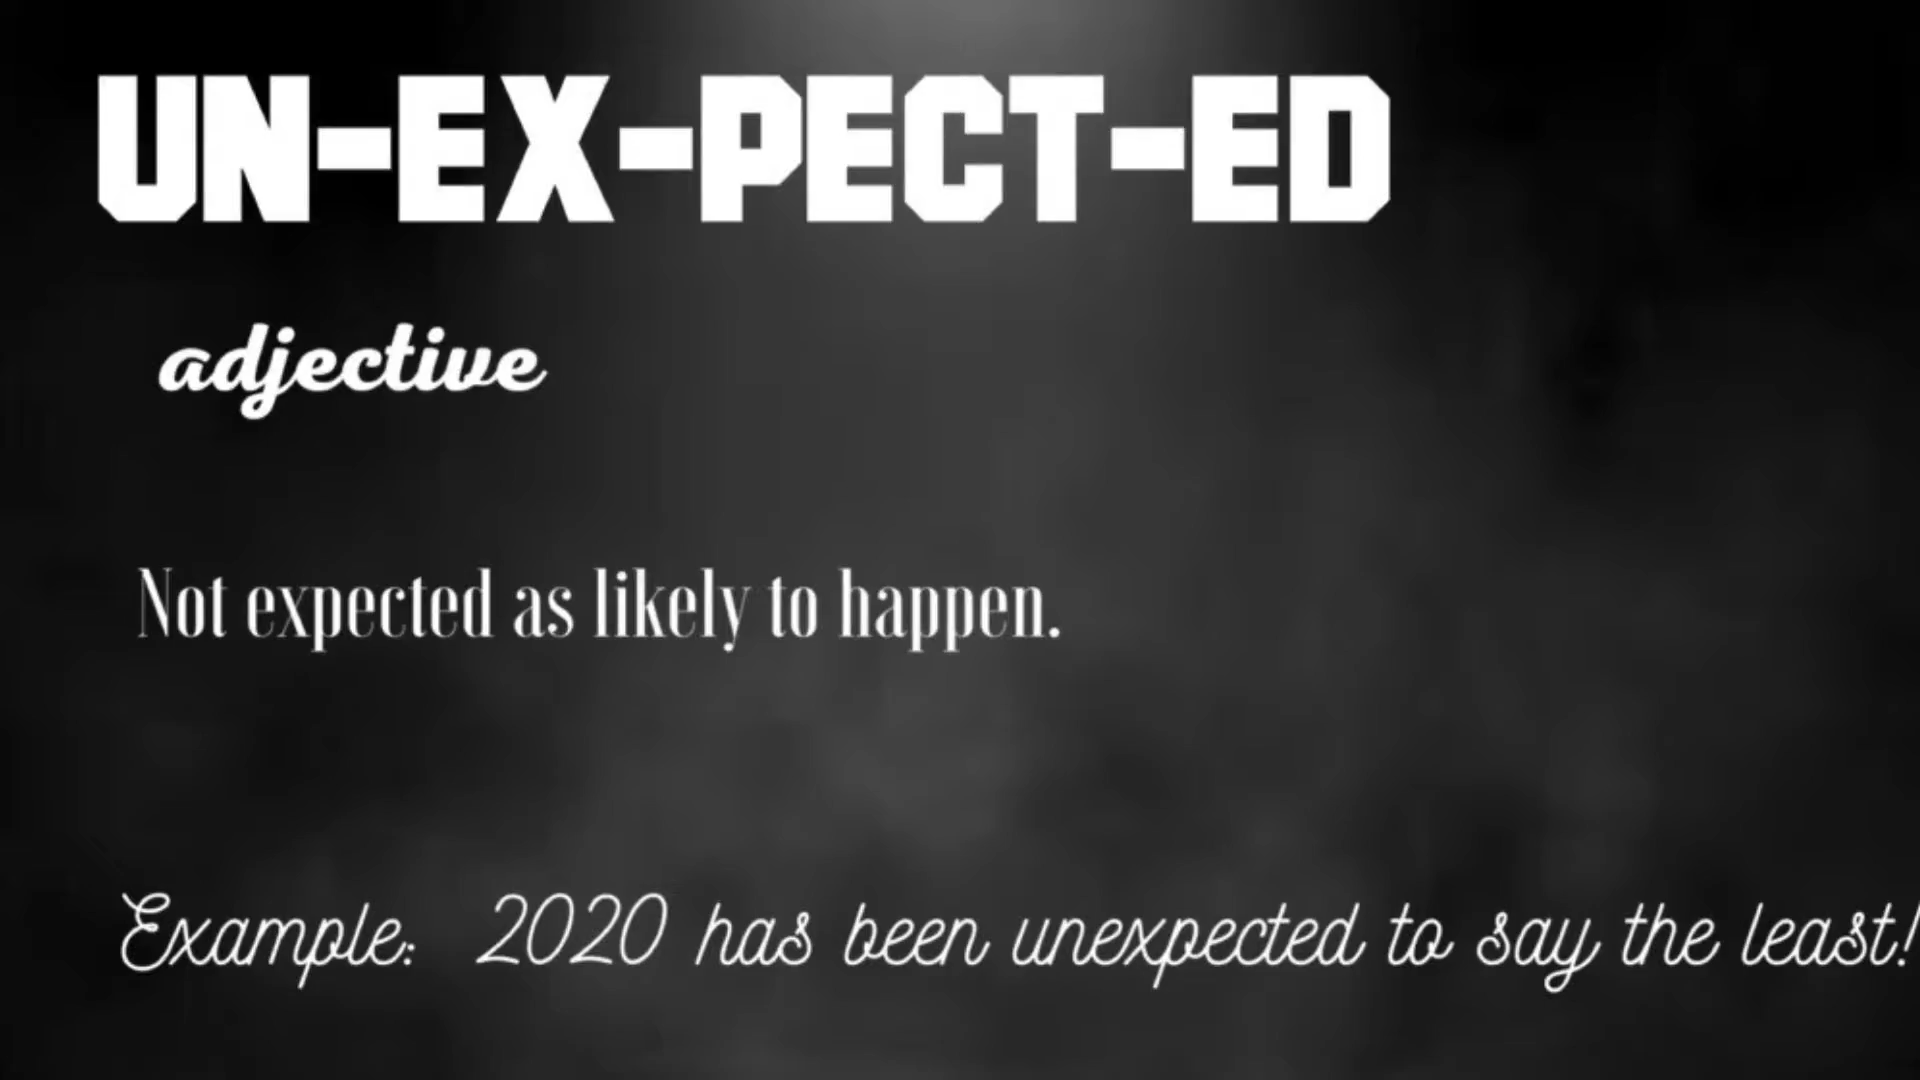 UN-EX-PECT-ED
adjective
Not expected as likely to happen.
Example: 2020 has been unexpected to say the least!